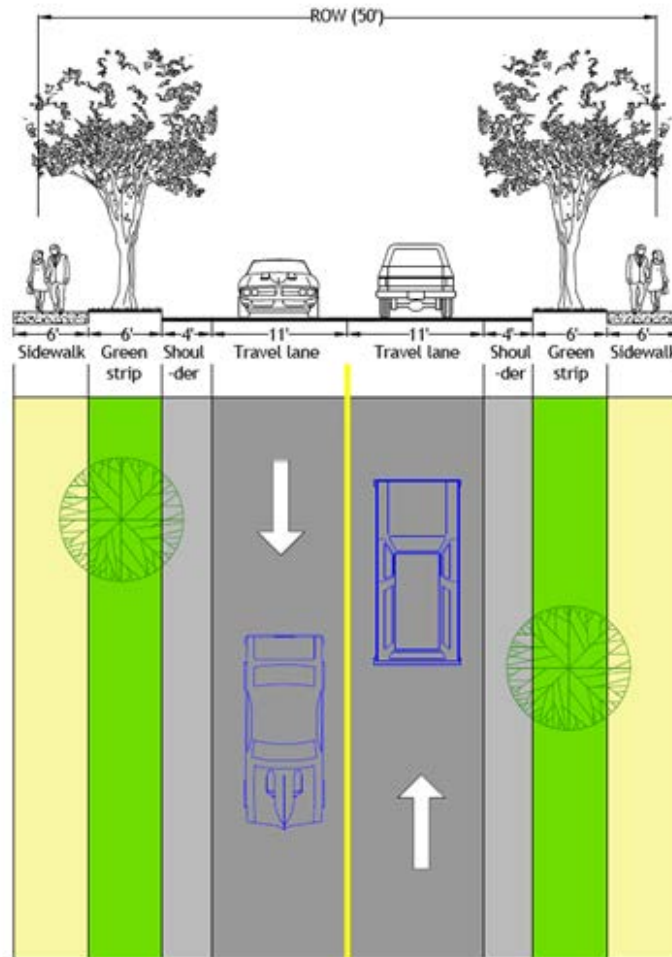 ROW (50')
6' 6' 4' 11' 11' 4' 6' 6'
Sidewalk Green Shoul Travel lane Travel lane Shoul Green Sidewalk
strip -der -der strip